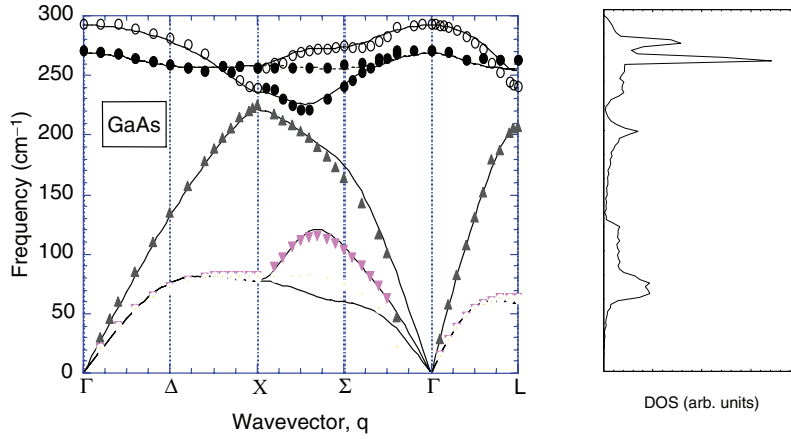 300
250
200
150
100
50
0
Frequency (cm⁻¹)
GaAs
Γ Δ X Σ Γ L
Wavevector, q
DOS (arb. units)